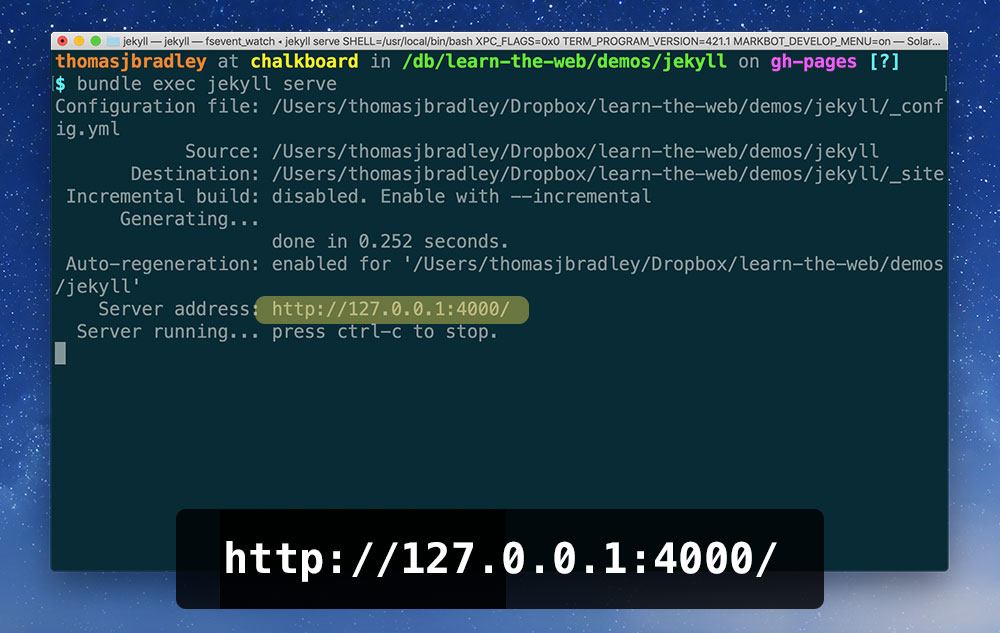 jekyll — jekyll — fsevent_watch • jekyll serve SHELL=/usr/local/bin/bash XPC_FLAGS=0x0 TERM_PROGRAM_VERSION=421.1 MARKBOT_DEVELOP_MENU=on — Solar...
thomasjbradley at chalkboard in /db/learn-the-web/demos/jekyll on gh-pages [?]
$ bundle exec jekyll serve
Configuration file: /Users/thomasjbradley/Dropbox/learn-the-web/demos/jekyll/_conf
ig.yml
Source: /Users/thomasjbradley/Dropbox/learn-the-web/demos/jekyll
Destination: /Users/thomasjbradley/Dropbox/learn-the-web/demos/jekyll/_site
Incremental build: disabled. Enable with --incremental
Generating...
done in 0.252 seconds.
Auto-regeneration: enabled for '/Users/thomasjbradley/Dropbox/learn-the-web/demos
/jekyll'
Server address: http://127.0.0.1:4000/
Server running... press ctrl-c to stop.
http://127.0.0.1:4000/